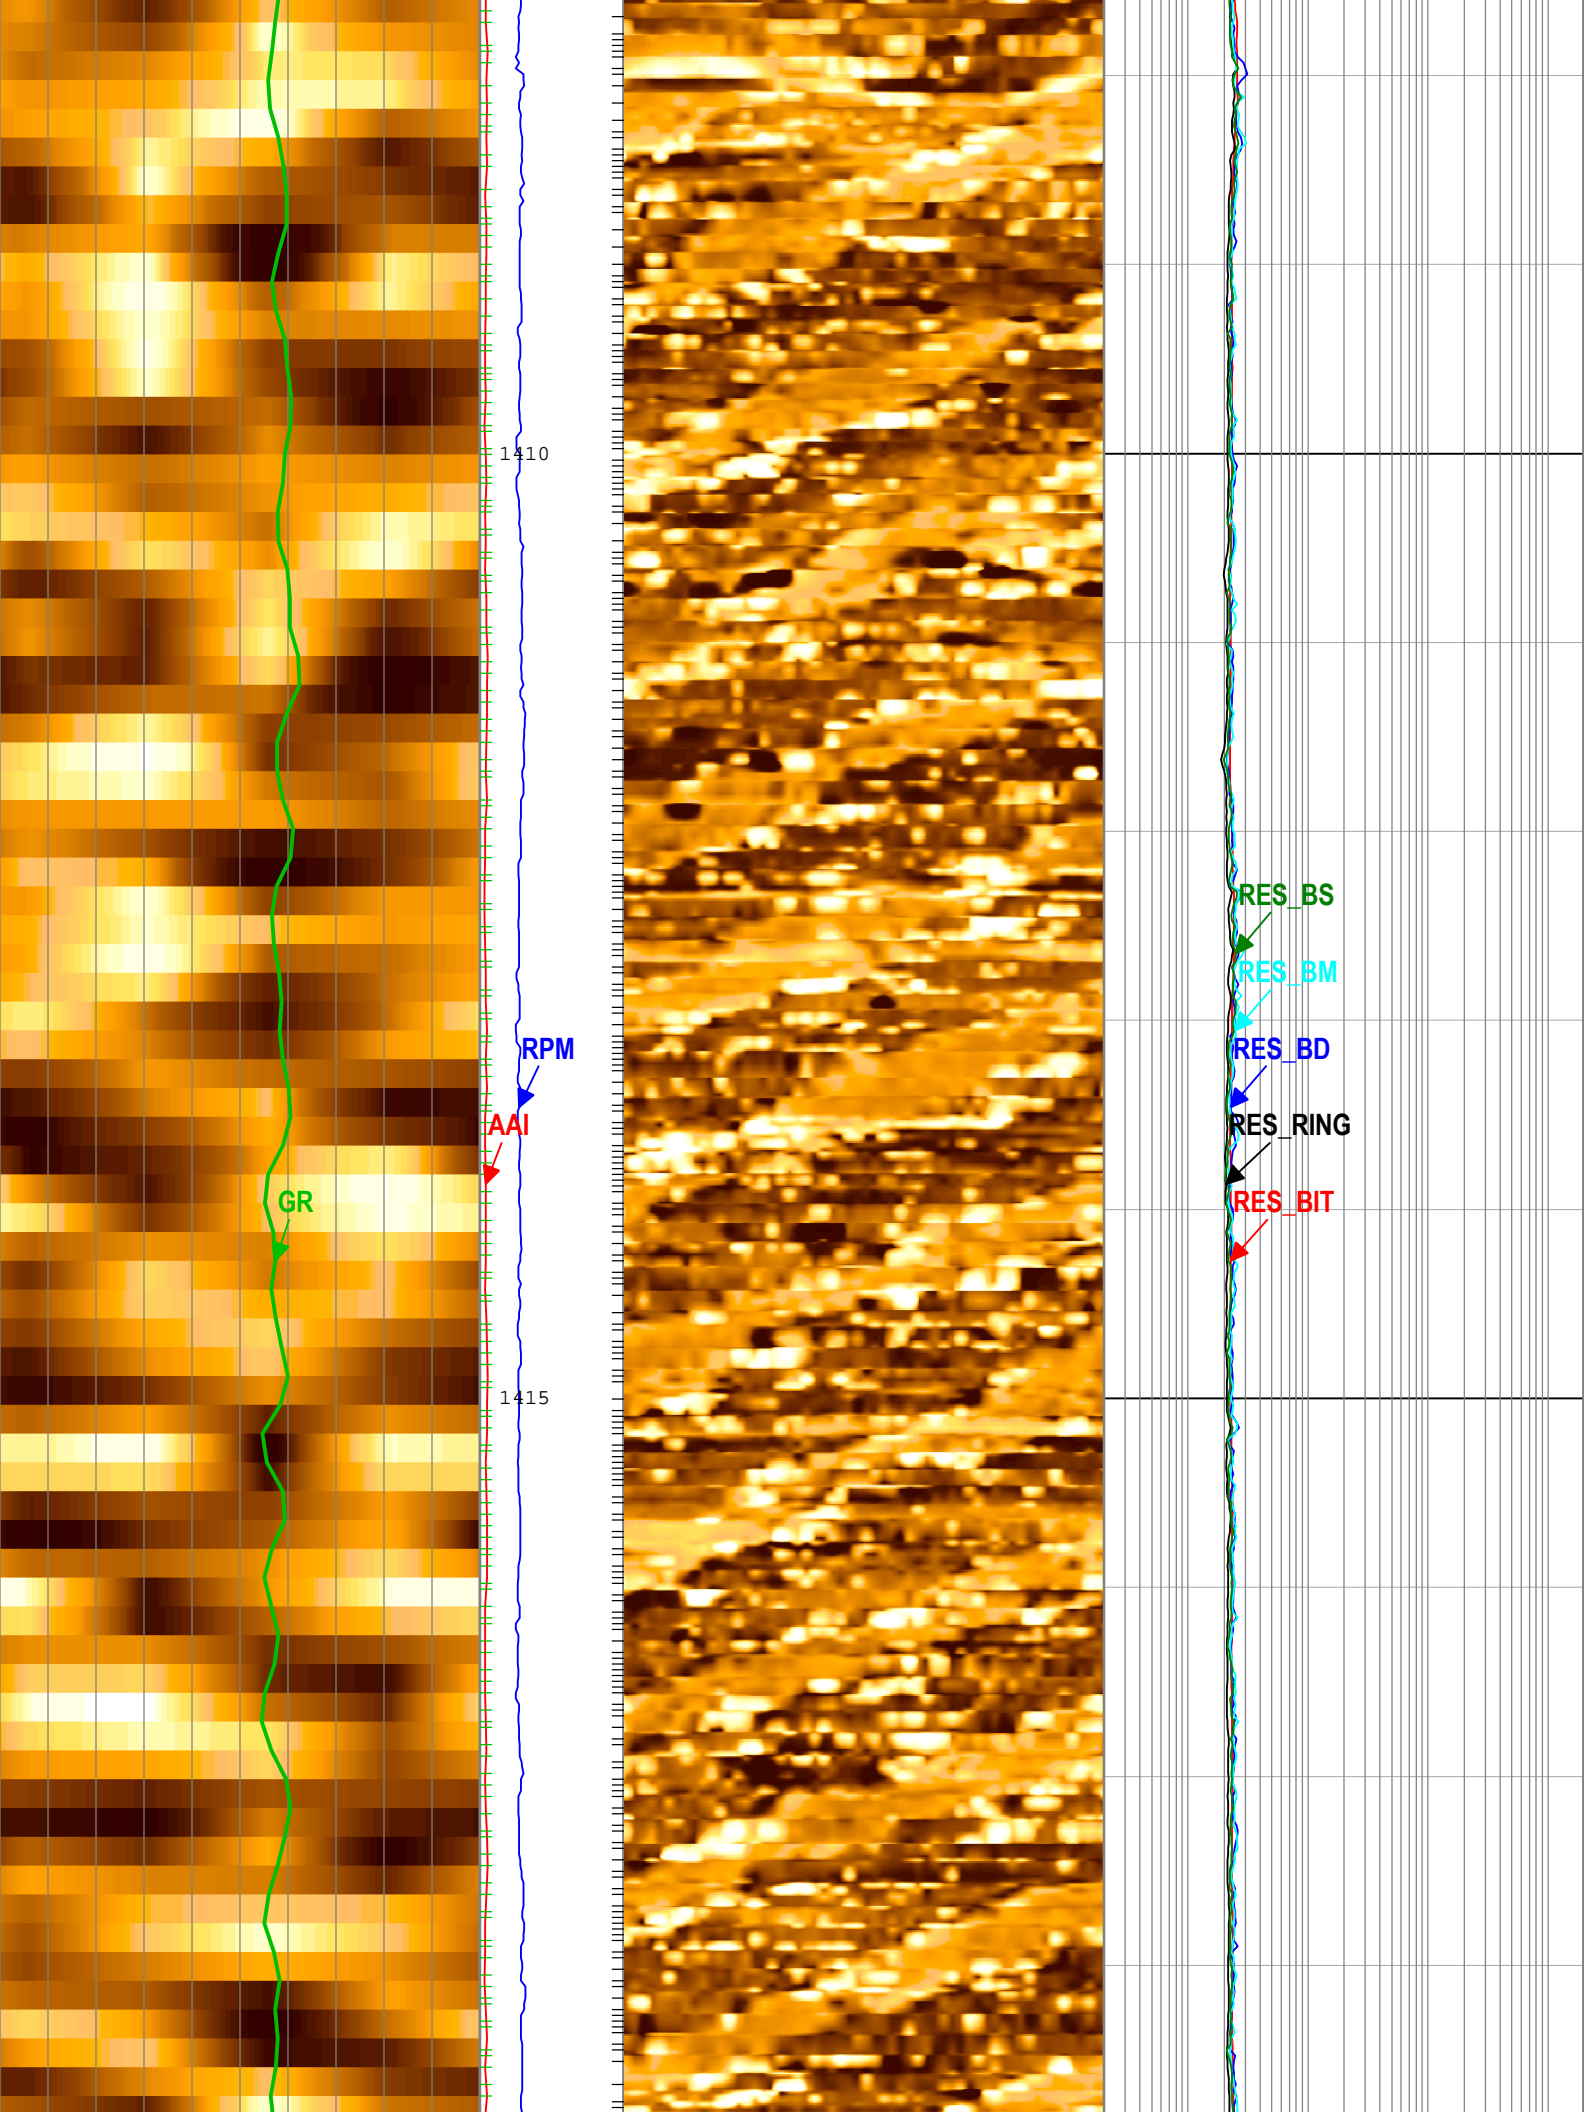 1410
RES_BS
RES_BM
RPM
RES_BD
AAI
RES_RING
GR
RES_BIT
1415